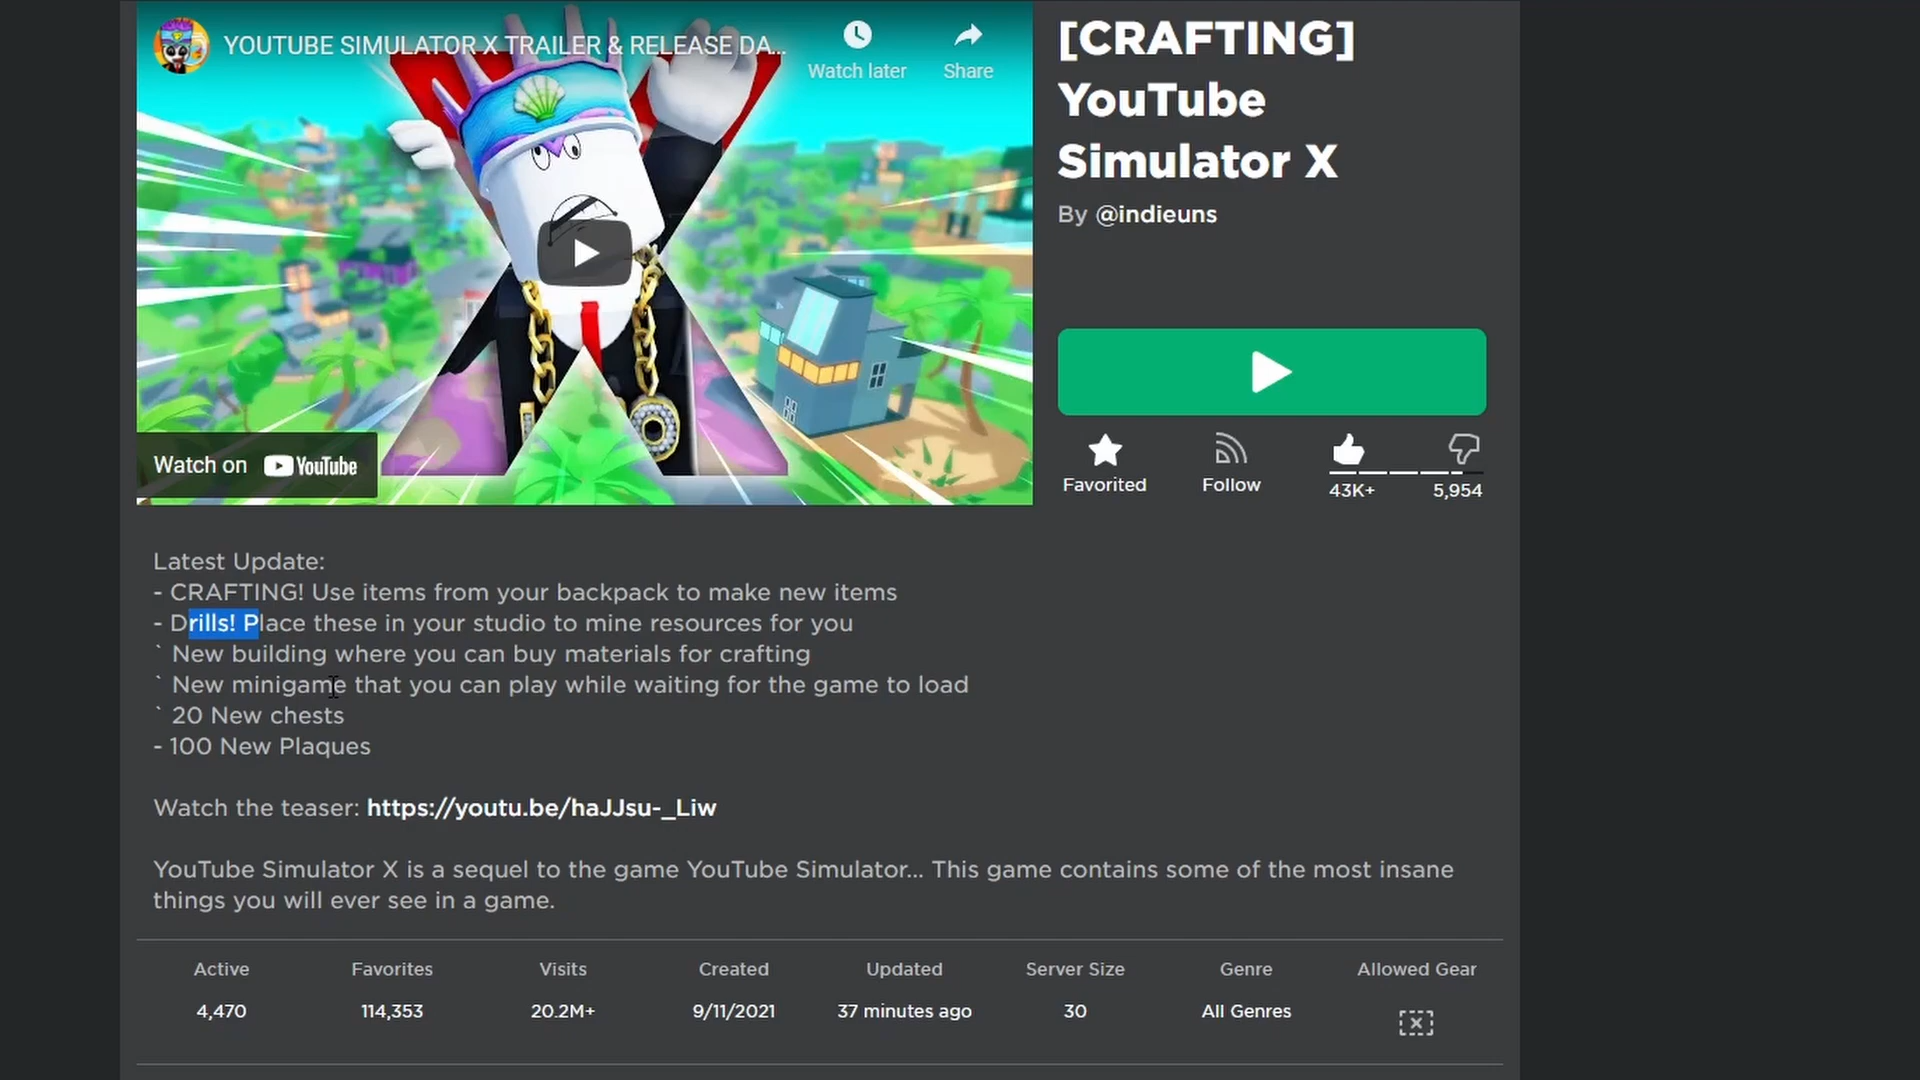 YOUTUBE SIMULATOR X TRAILER & RELEASE DA...
Watch later
Share
Watch on YouTube
[CRAFTING]
YouTube
Simulator X
By @indieuns
Favorited
Follow
43K+
5,954
Latest Update:
- CRAFTING! Use items from your backpack to make new items
- Drills! Place these in your studio to mine resources for you
` New building where you can buy materials for crafting
` New minigame that you can play while waiting for the game to load
` 20 New chests
- 100 New Plaques
Watch the teaser: https://youtu.be/haJJsu-_Liw
YouTube Simulator X is a sequel to the game YouTube Simulator... This game contains some of the most insane
things you will ever see in a game.
Active Favorites Visits Created Updated Server Size Genre Allowed Gear
4,470 114,353 20.2M+ 9/11/2021 37 minutes ago 30 All Genres